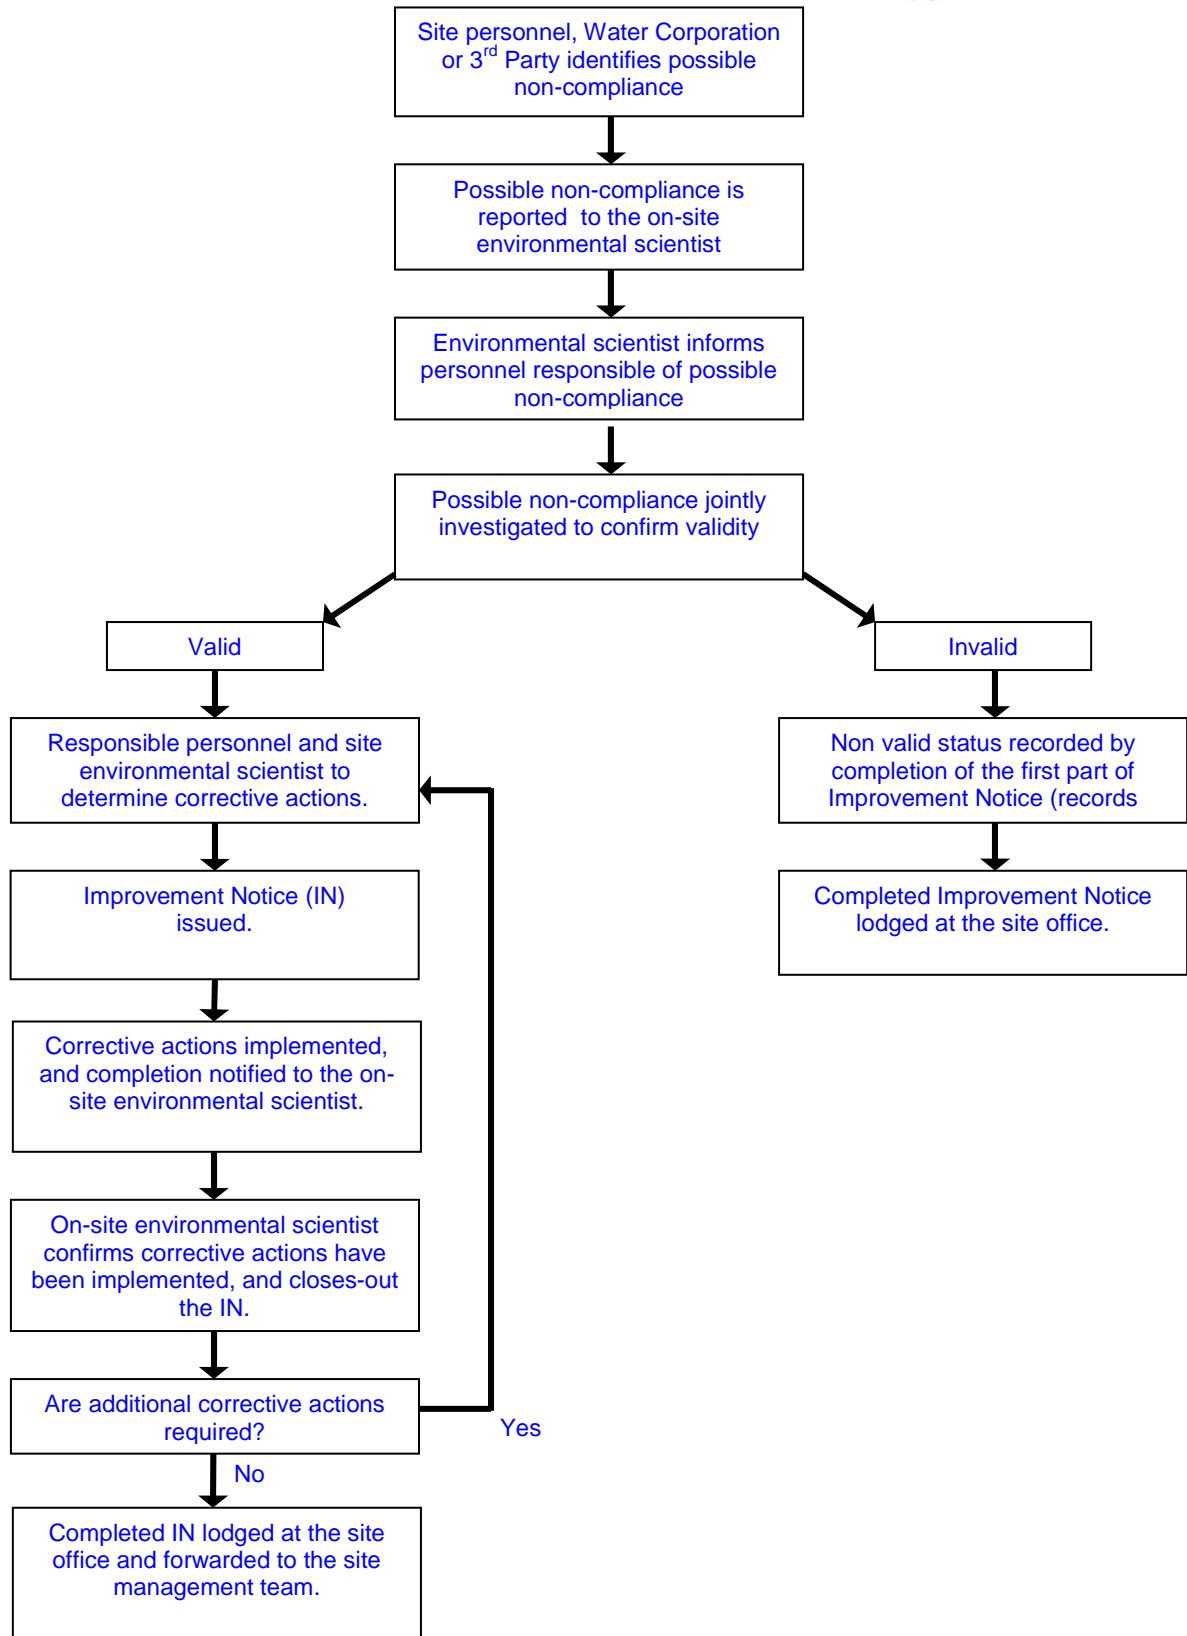 Site personnel, Water Corporation
or 3rd Party identifies possible
non-compliance
Possible non-compliance is
reported to the on-site
environmental scientist
Environmental scientist informs
personnel responsible of possible
non-compliance
Possible non-compliance jointly
investigated to confirm validity
Valid
Invalid
Responsible personnel and site
environmental scientist to
determine corrective actions.
Non valid status recorded by
completion of the first part of
Improvement Notice (records
Improvement Notice (IN)
issued.
Completed Improvement Notice
lodged at the site office.
Corrective actions implemented,
and completion notified to the on-
site environmental scientist.
On-site environmental scientist
confirms corrective actions have
been implemented, and closes-out
the IN.
Are additional corrective actions
required?
Yes
No
Completed IN lodged at the site
office and forwarded to the site
management team.